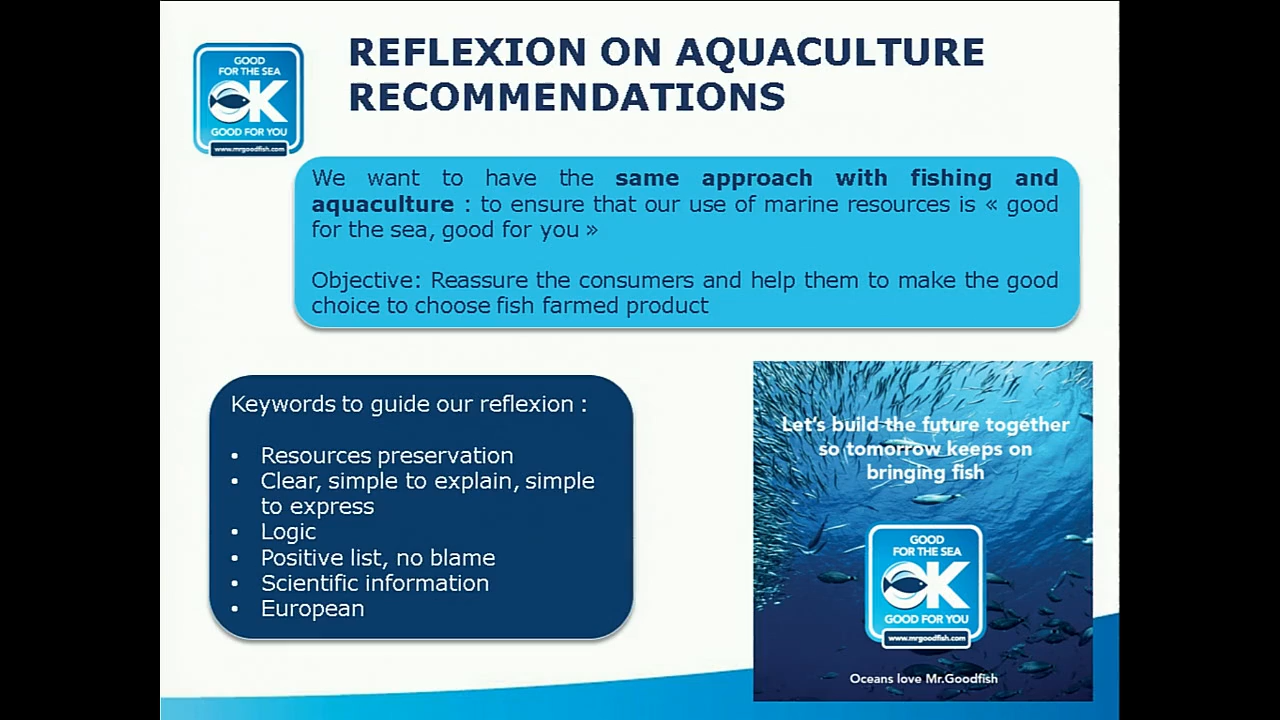 GOOD
FOR THE SEA
OK
GOOD FOR YOU
www.mrgoodfish.com
REFLEXION ON AQUACULTURE
RECOMMENDATIONS
We want to have the same approach with fishing and
aquaculture : to ensure that our use of marine resources is « good
for the sea, good for you »
Objective: Reassure the consumers and help them to make the good
choice to choose fish farmed product
Keywords to guide our reflexion :
• Resources preservation
• Clear, simple to explain, simple
to express
• Logic
• Positive list, no blame
• Scientific information
• European
Let's build the future together
so tomorrow keeps on
bringing fish
GOOD
FOR THE SEA
OK
GOOD FOR YOU
www.mrgoodfish.com
Oceans love Mr.Goodfish